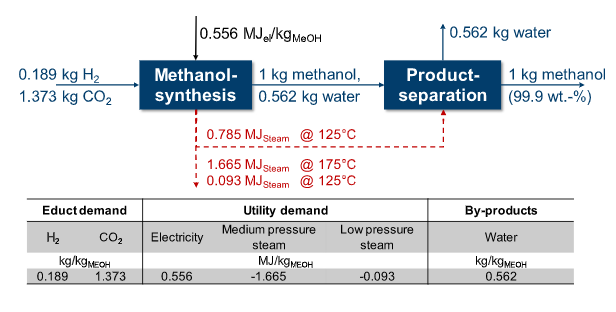 0.556 MJel/kgMeOH
0.562 kg water
0.189 kg H2
1.373 kg CO2
Methanol-
synthesis
1 kg methanol,
0.562 kg water
Product-
separation
1 kg methanol
(99.9 wt.-%)
0.785 MJSteam @ 125°C
1.665 MJSteam @ 175°C
0.093 MJSteam @ 125°C
Educt demand Utility demand By-products
H2 CO2 Electricity Medium pressure steam Low pressure steam Water
kg/kgMEOH MJ/kgMEOH kg/kgMEOH
0.189 1.373 0.556 -1.665 -0.093 0.562